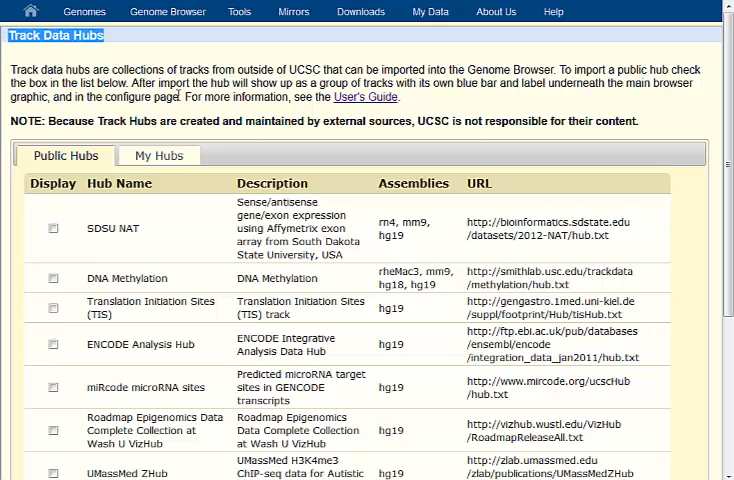 Genomes Genome Browser Tools Mirrors Downloads My Data About Us Help
Track Data Hubs
Track data hubs are collections of tracks from outside of UCSC that can be imported into the Genome Browser. To import a public hub check
the box in the list below. After import the hub will show up as a group of tracks with its own blue bar and label underneath the main browser
graphic, and in the configure page. For more information, see the User's Guide.
NOTE: Because Track Hubs are created and maintained by external sources, UCSC is not responsible for their content.
Public Hubs My Hubs
Display Hub Name Description Assemblies URL
SDSU NAT
Sense/antisense
gene/exon expression
using Affymetrix exon
array from South Dakota
State University, USA
rn4, mm9,
hg19
http://bioinformatics.sdstate.edu
/datasets/2012-NAT/hub.txt
DNA Methylation
DNA Methylation
rheMac3, mm9,
hg18, hg19
http://smithlab.usc.edu/trackdata
/methylation/hub.txt
Translation Initiation Sites
(TIS)
Translation Initiation Sites
(TIS) track
hg19
http://gengastro.1med.uni-kiel.de
/suppl/footprint/Hub/tisHub.txt
ENCODE Analysis Hub
ENCODE Integrative
Analysis Data Hub
hg19
http://ftp.ebi.ac.uk/pub/databases
/ensembl/encode
/integration_data_jan2011/hub.txt
miRcode microRNA sites
Predicted microRNA target
sites in GENCODE
transcripts
hg19
http://www.mircode.org/ucscHub
/hub.txt
Roadmap Epigenomics Data
Complete Collection at
Wash U VizHub
Roadmap Epigenomics
Data Complete Collection
at Wash U VizHub
hg19
http://vizhub.wustl.edu/VizHub
/RoadmapReleaseAll.txt
UMassMed ZHub
UMassMed H3K4me3
ChIP-seq data for Autistic
hg19
http://zlab.umassmed.edu
/zlab/publications/UMassMedZHub